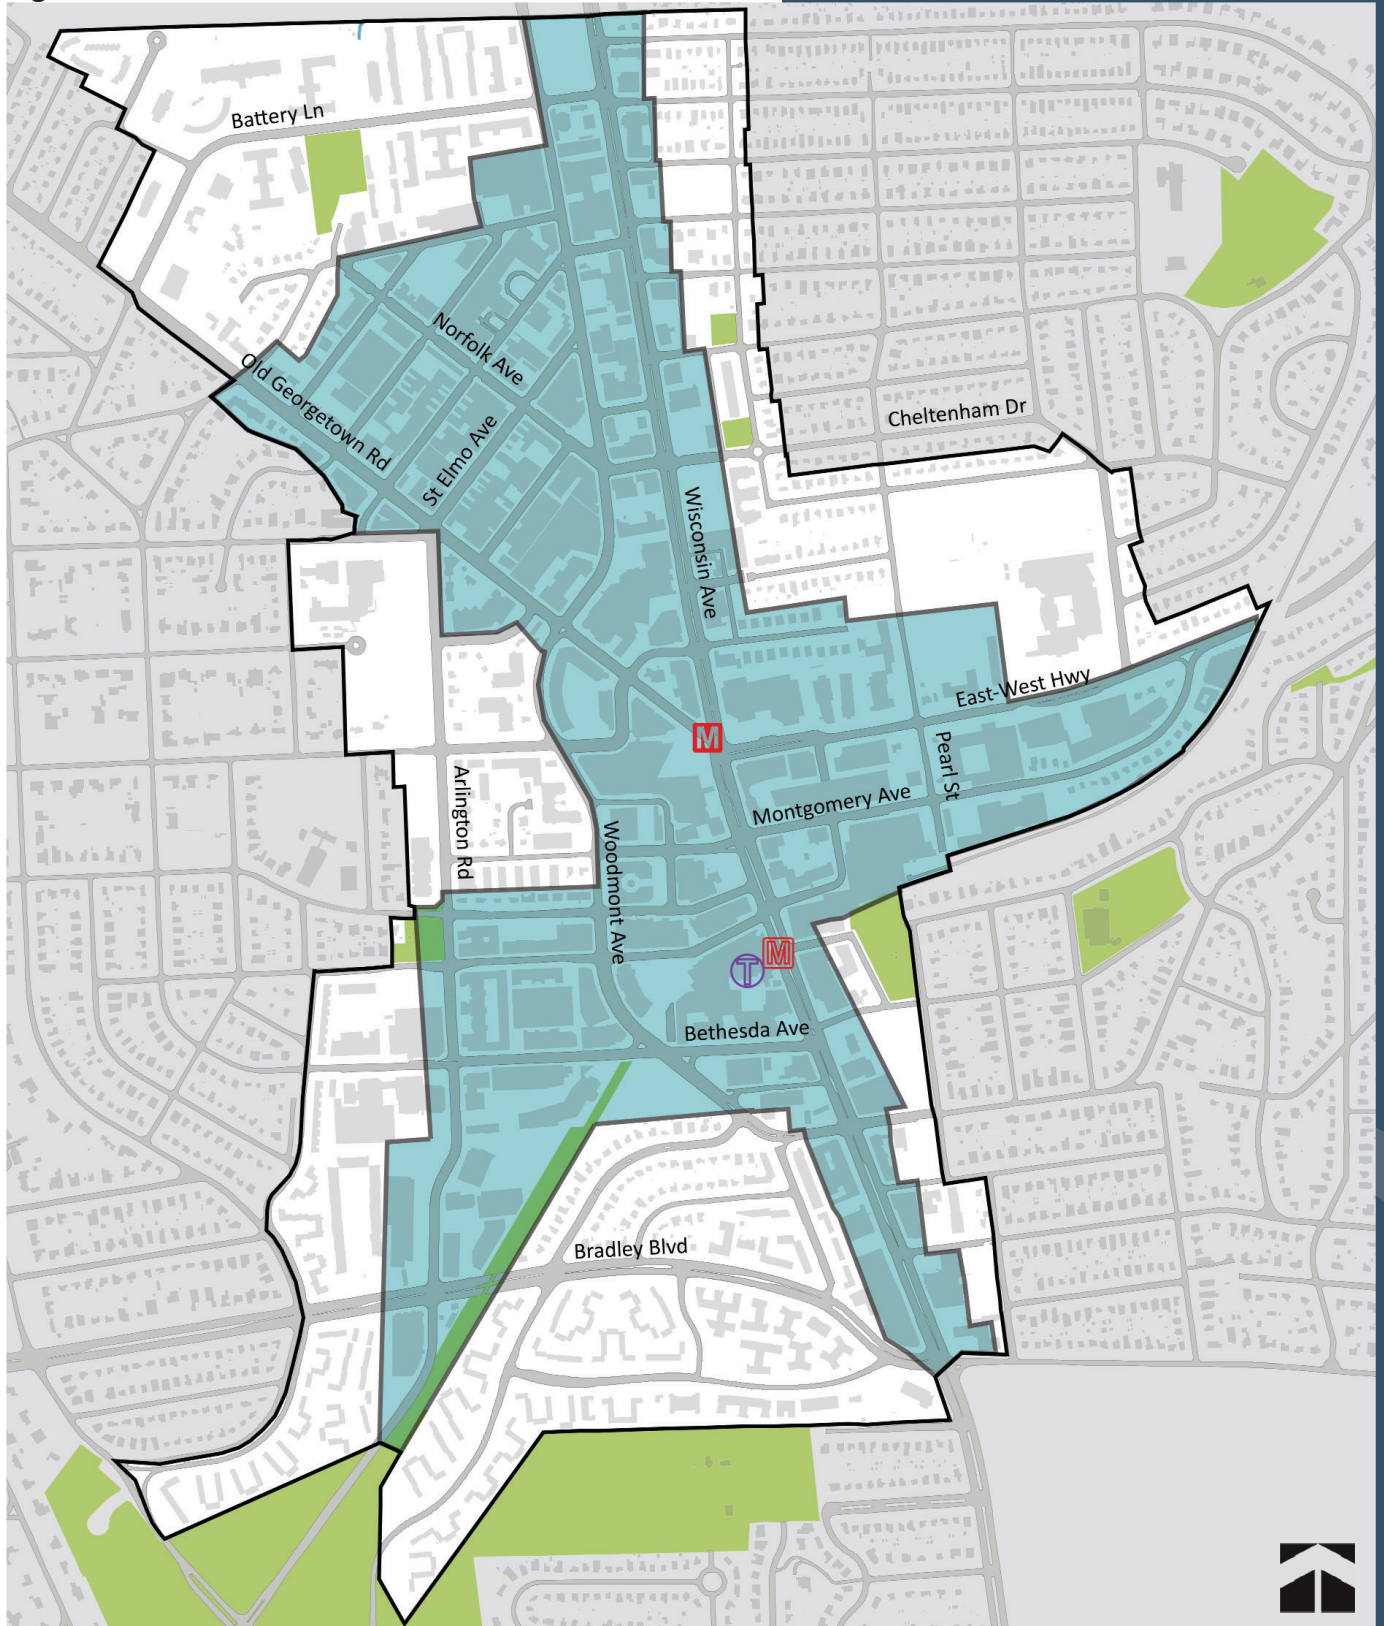 Battery Ln
Norfolk Ave
Old Georgetown Rd
St Elmo Ave
Cheltenham Dr
Wisconsin Ave
East-West Hwy
M
Pearl St
Arlington Rd
Montgomery Ave
Woodmont Ave
M
T
Bethesda Ave
Bradley Blvd